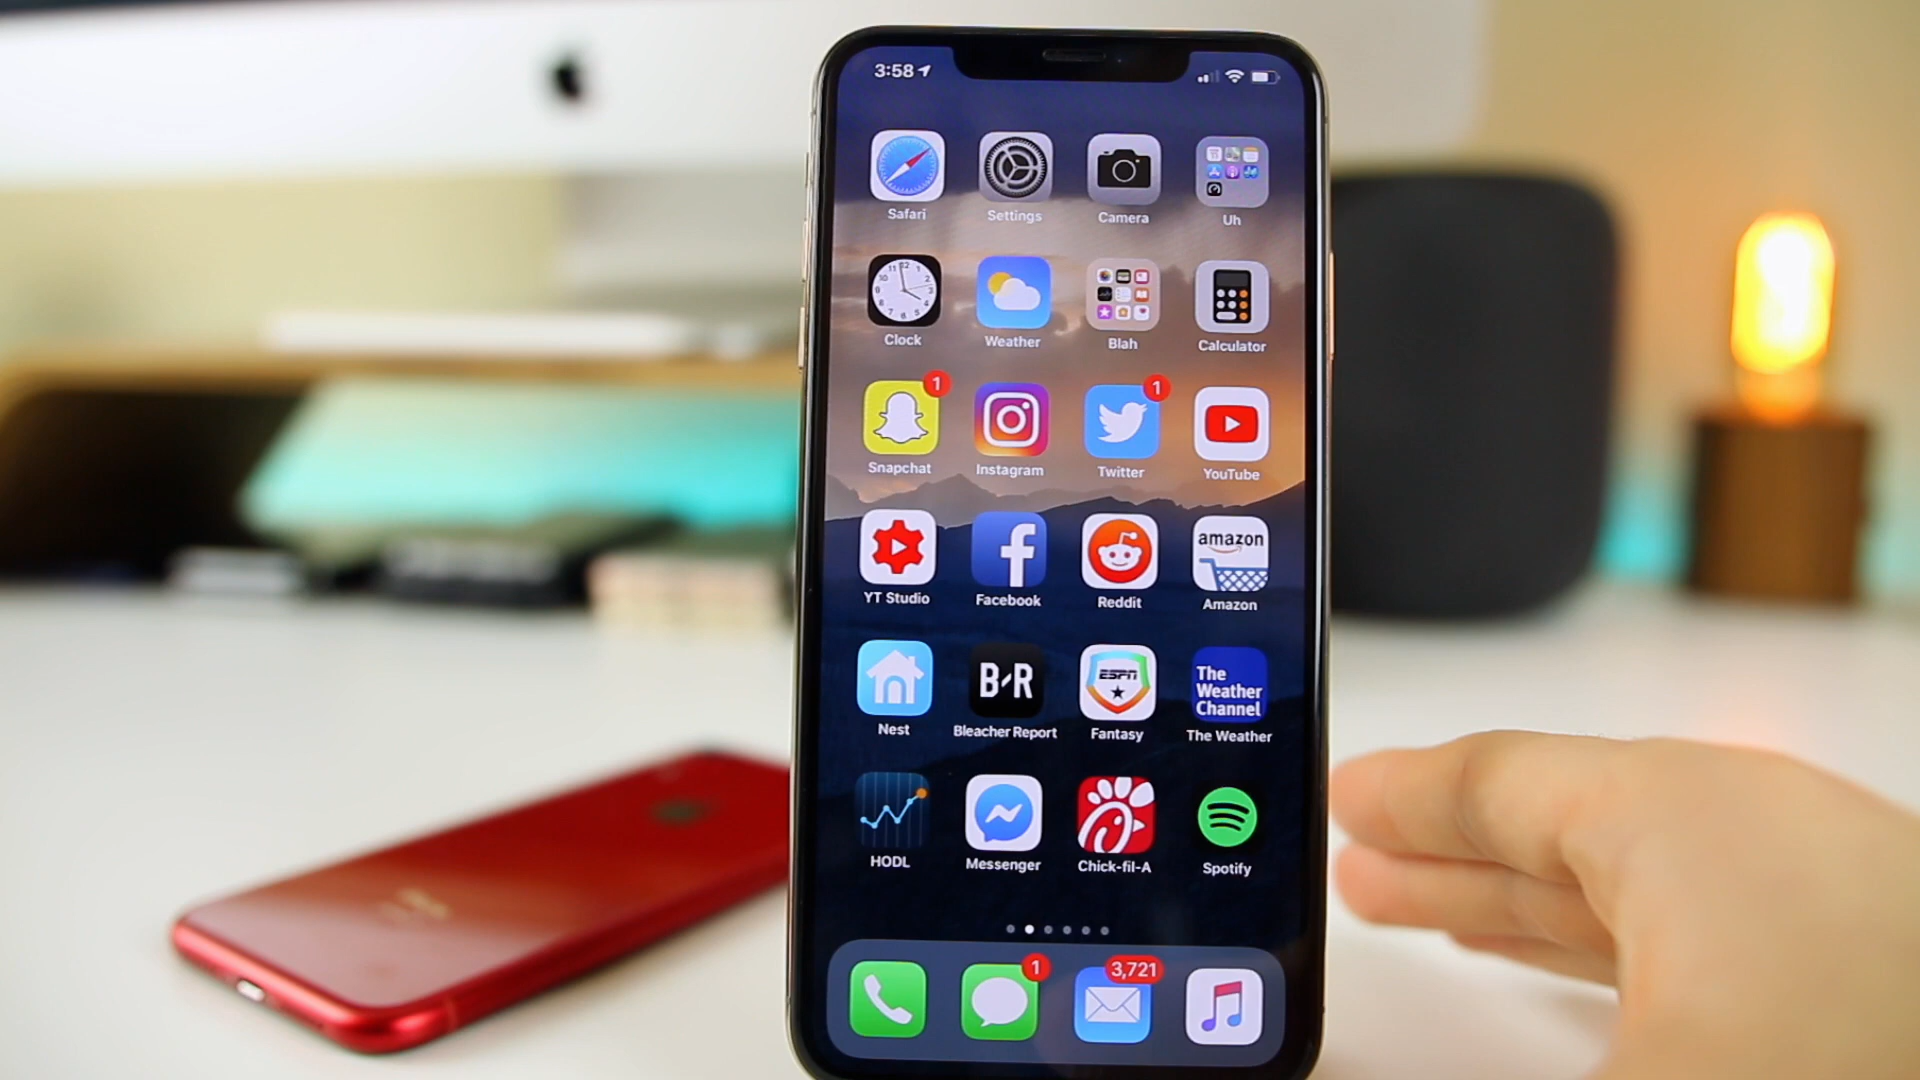 3:58
Safari
Settings
Camera
Uh
Clock
Weather
Blah
Calculator
1
1
Snapchat
Instagram
Twitter
YouTube
amazon
YT Studio
Facebook
Reddit
Amazon
B·R
ESPN
The
Weather
Channel
Nest
Bleacher Report
Fantasy
The Weather
HODL
Messenger
Chick-fil-A
Spotify
1
3,721